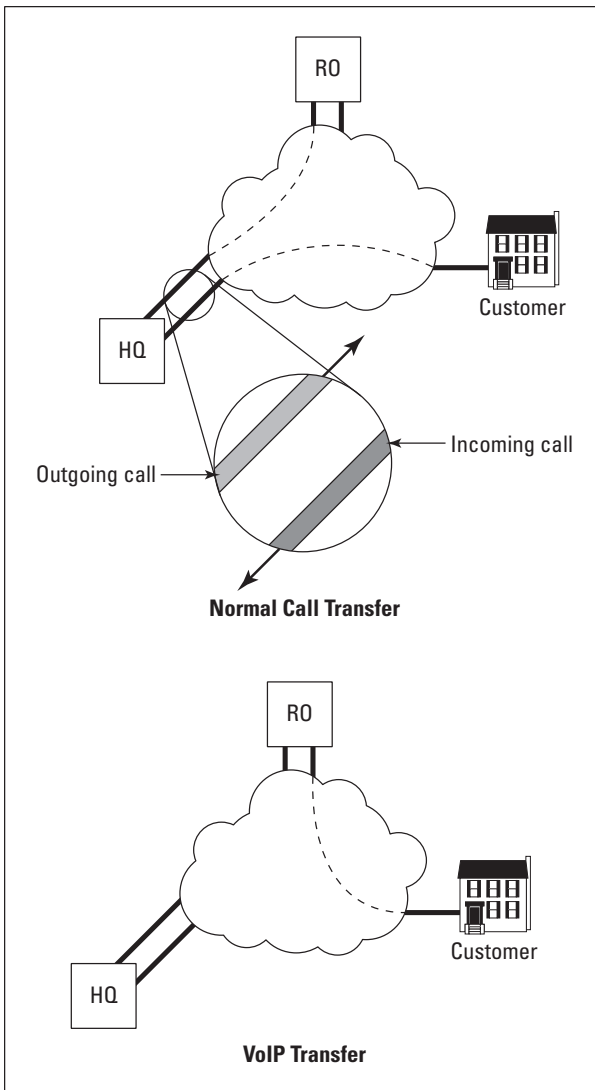 RO
Customer
HQ
Incoming call
Outgoing call
Normal Call Transfer
RO
Customer
HQ
VoIP Transfer